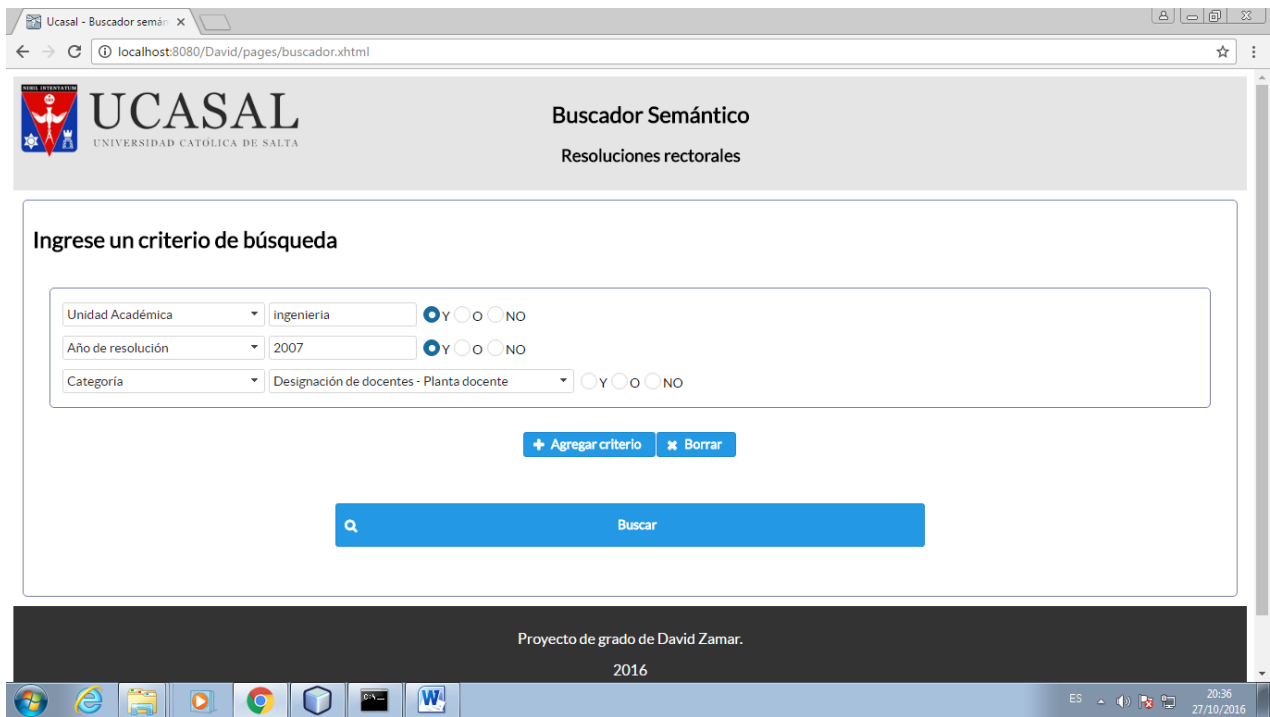 Ucasal - Buscador semán
localhost:8080/David/pages/buscador.xhtml
NIHIL INTENTATUM
UCASAL
UNIVERSIDAD CATÓLICA DE SALTA
Buscador Semántico
Resoluciones rectorales
Ingrese un criterio de búsqueda
Unidad Académica ingenieria Y O NO
Año de resolución 2007 Y O NO
Categoría Designación de docentes - Planta docente Y O NO
Agregar criterio Borrar
Buscar
Proyecto de grado de David Zamar.
2016
ES 20:36
27/10/2016